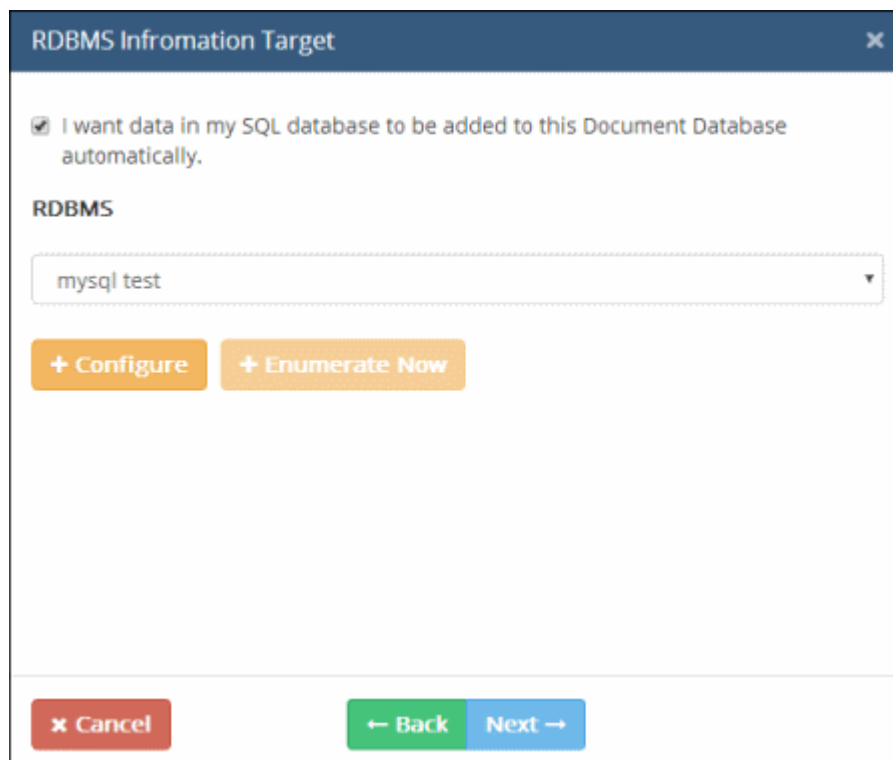 RDBMS Infromation Target ×
I want data in my SQL database to be added to this Document Database
automatically.
RDBMS
mysql test
+ Configure + Enumerate Now
× Cancel ← Back Next →